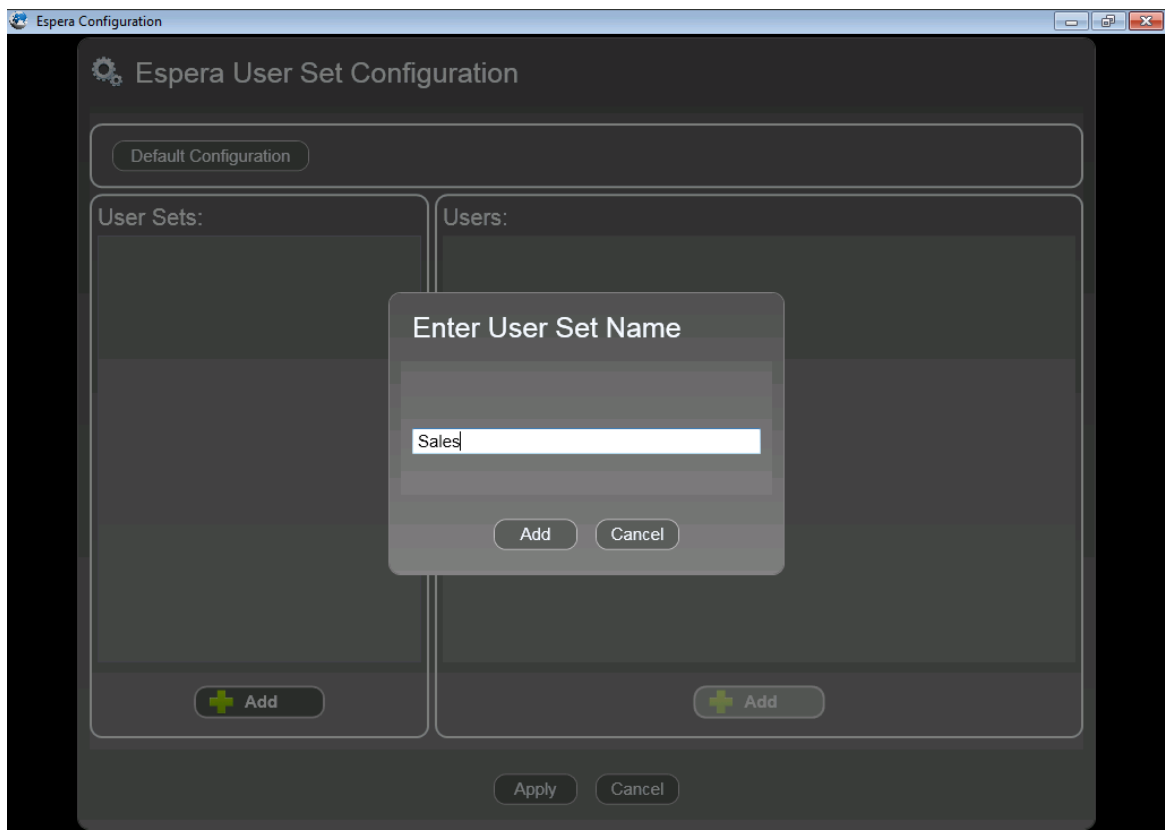 Espera Configuration
Espera User Set Configuration
Default Configuration
User Sets:
Users:
Enter User Set Name
Sales
Add
Cancel
Add
Add
Apply
Cancel